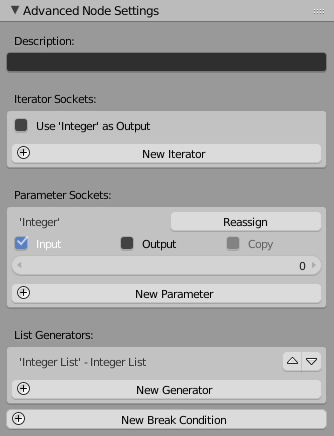 Advanced Node Settings
Description:
Iterator Sockets:
Use 'Integer' as Output
New Iterator
Parameter Sockets:
'Integer' Reassign
Input Output Copy
0
New Parameter
List Generators:
'Integer List' - Integer List
New Generator
New Break Condition